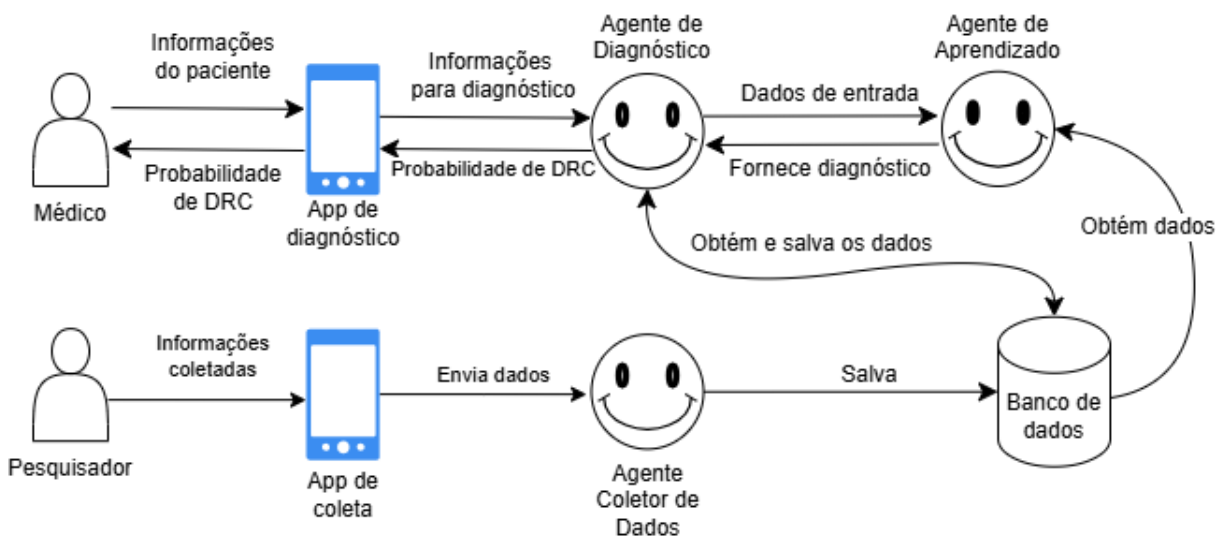 Informações
do paciente
Informações
para diagnóstico
Agente de
Diagnóstico
Agente de
Aprendizado
Dados de entrada
Probabilidade
de DRC
Probabilidade de DRC
Fornece diagnóstico
Médico
App de
diagnóstico
Obtém e salva os dados
Obtém dados
Informações
coletadas
Envia dados
Salva
Banco de
dados
Pesquisador
App de
coleta
Agente
Coletor de
Dados